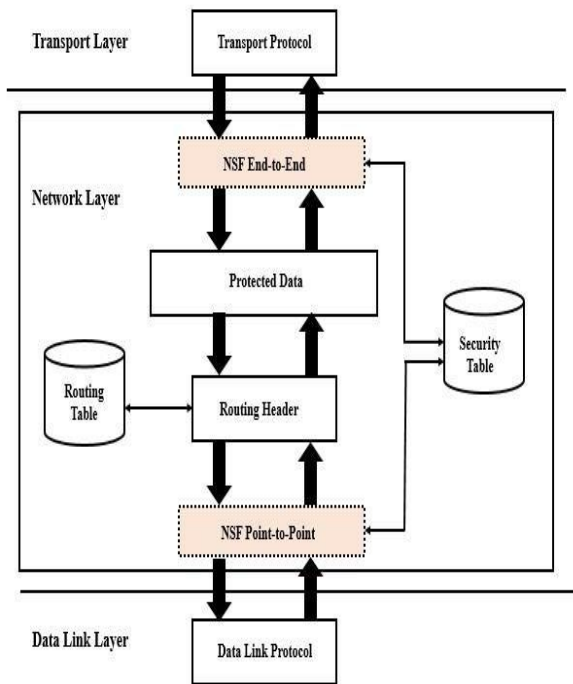 Transport Layer
Transport Protocol
NSF End-to-End
Network Layer
Protected Data
Security
Table
Routing
Table
Routing Header
NSF Point-to-Point
Data Link Layer
Data Link Protocol